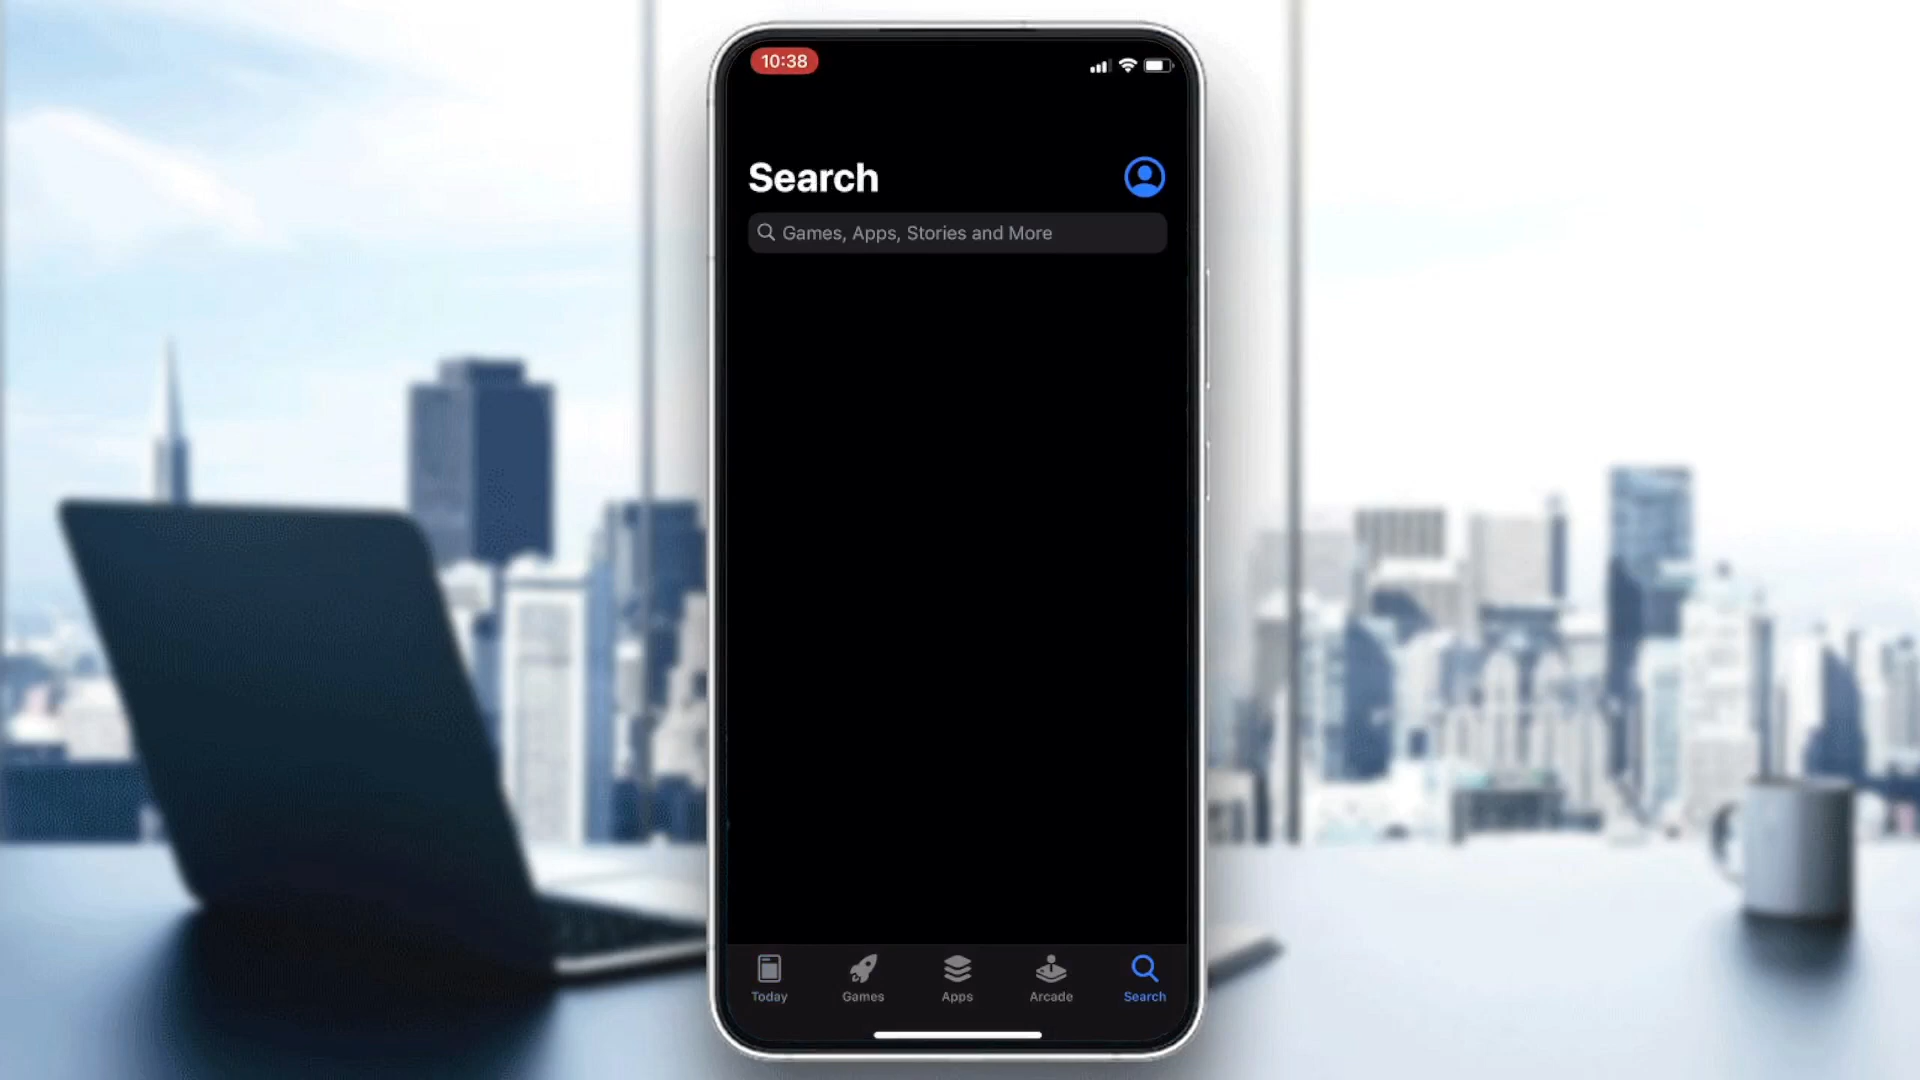 10:38
Search
Games, Apps, Stories and More
Today
Games
Apps
Arcade
Search